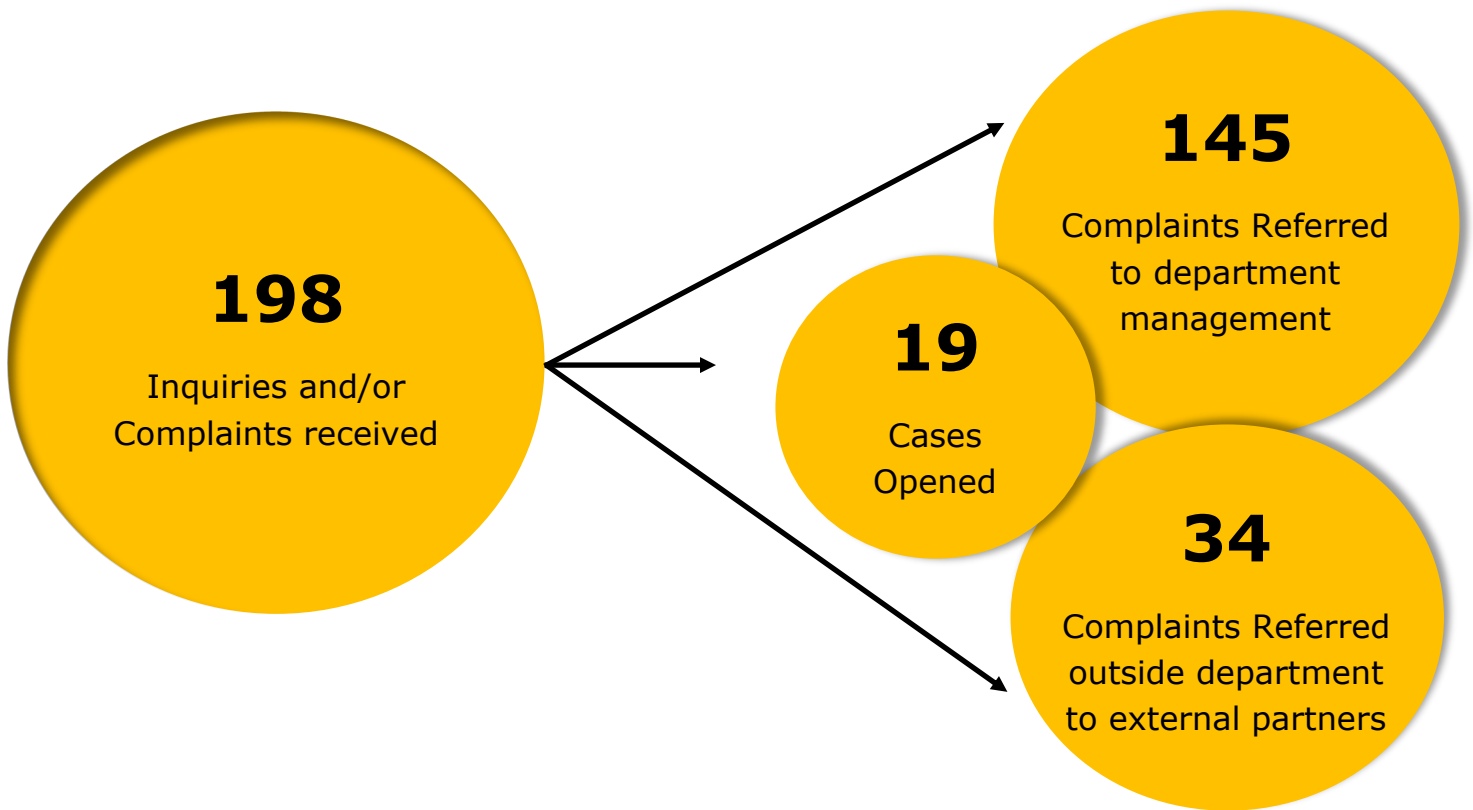 198
Inquiries and/or
Complaints received
145
Complaints Referred
to department
management
19
Cases
Opened
34
Complaints Referred
outside department
to external partners